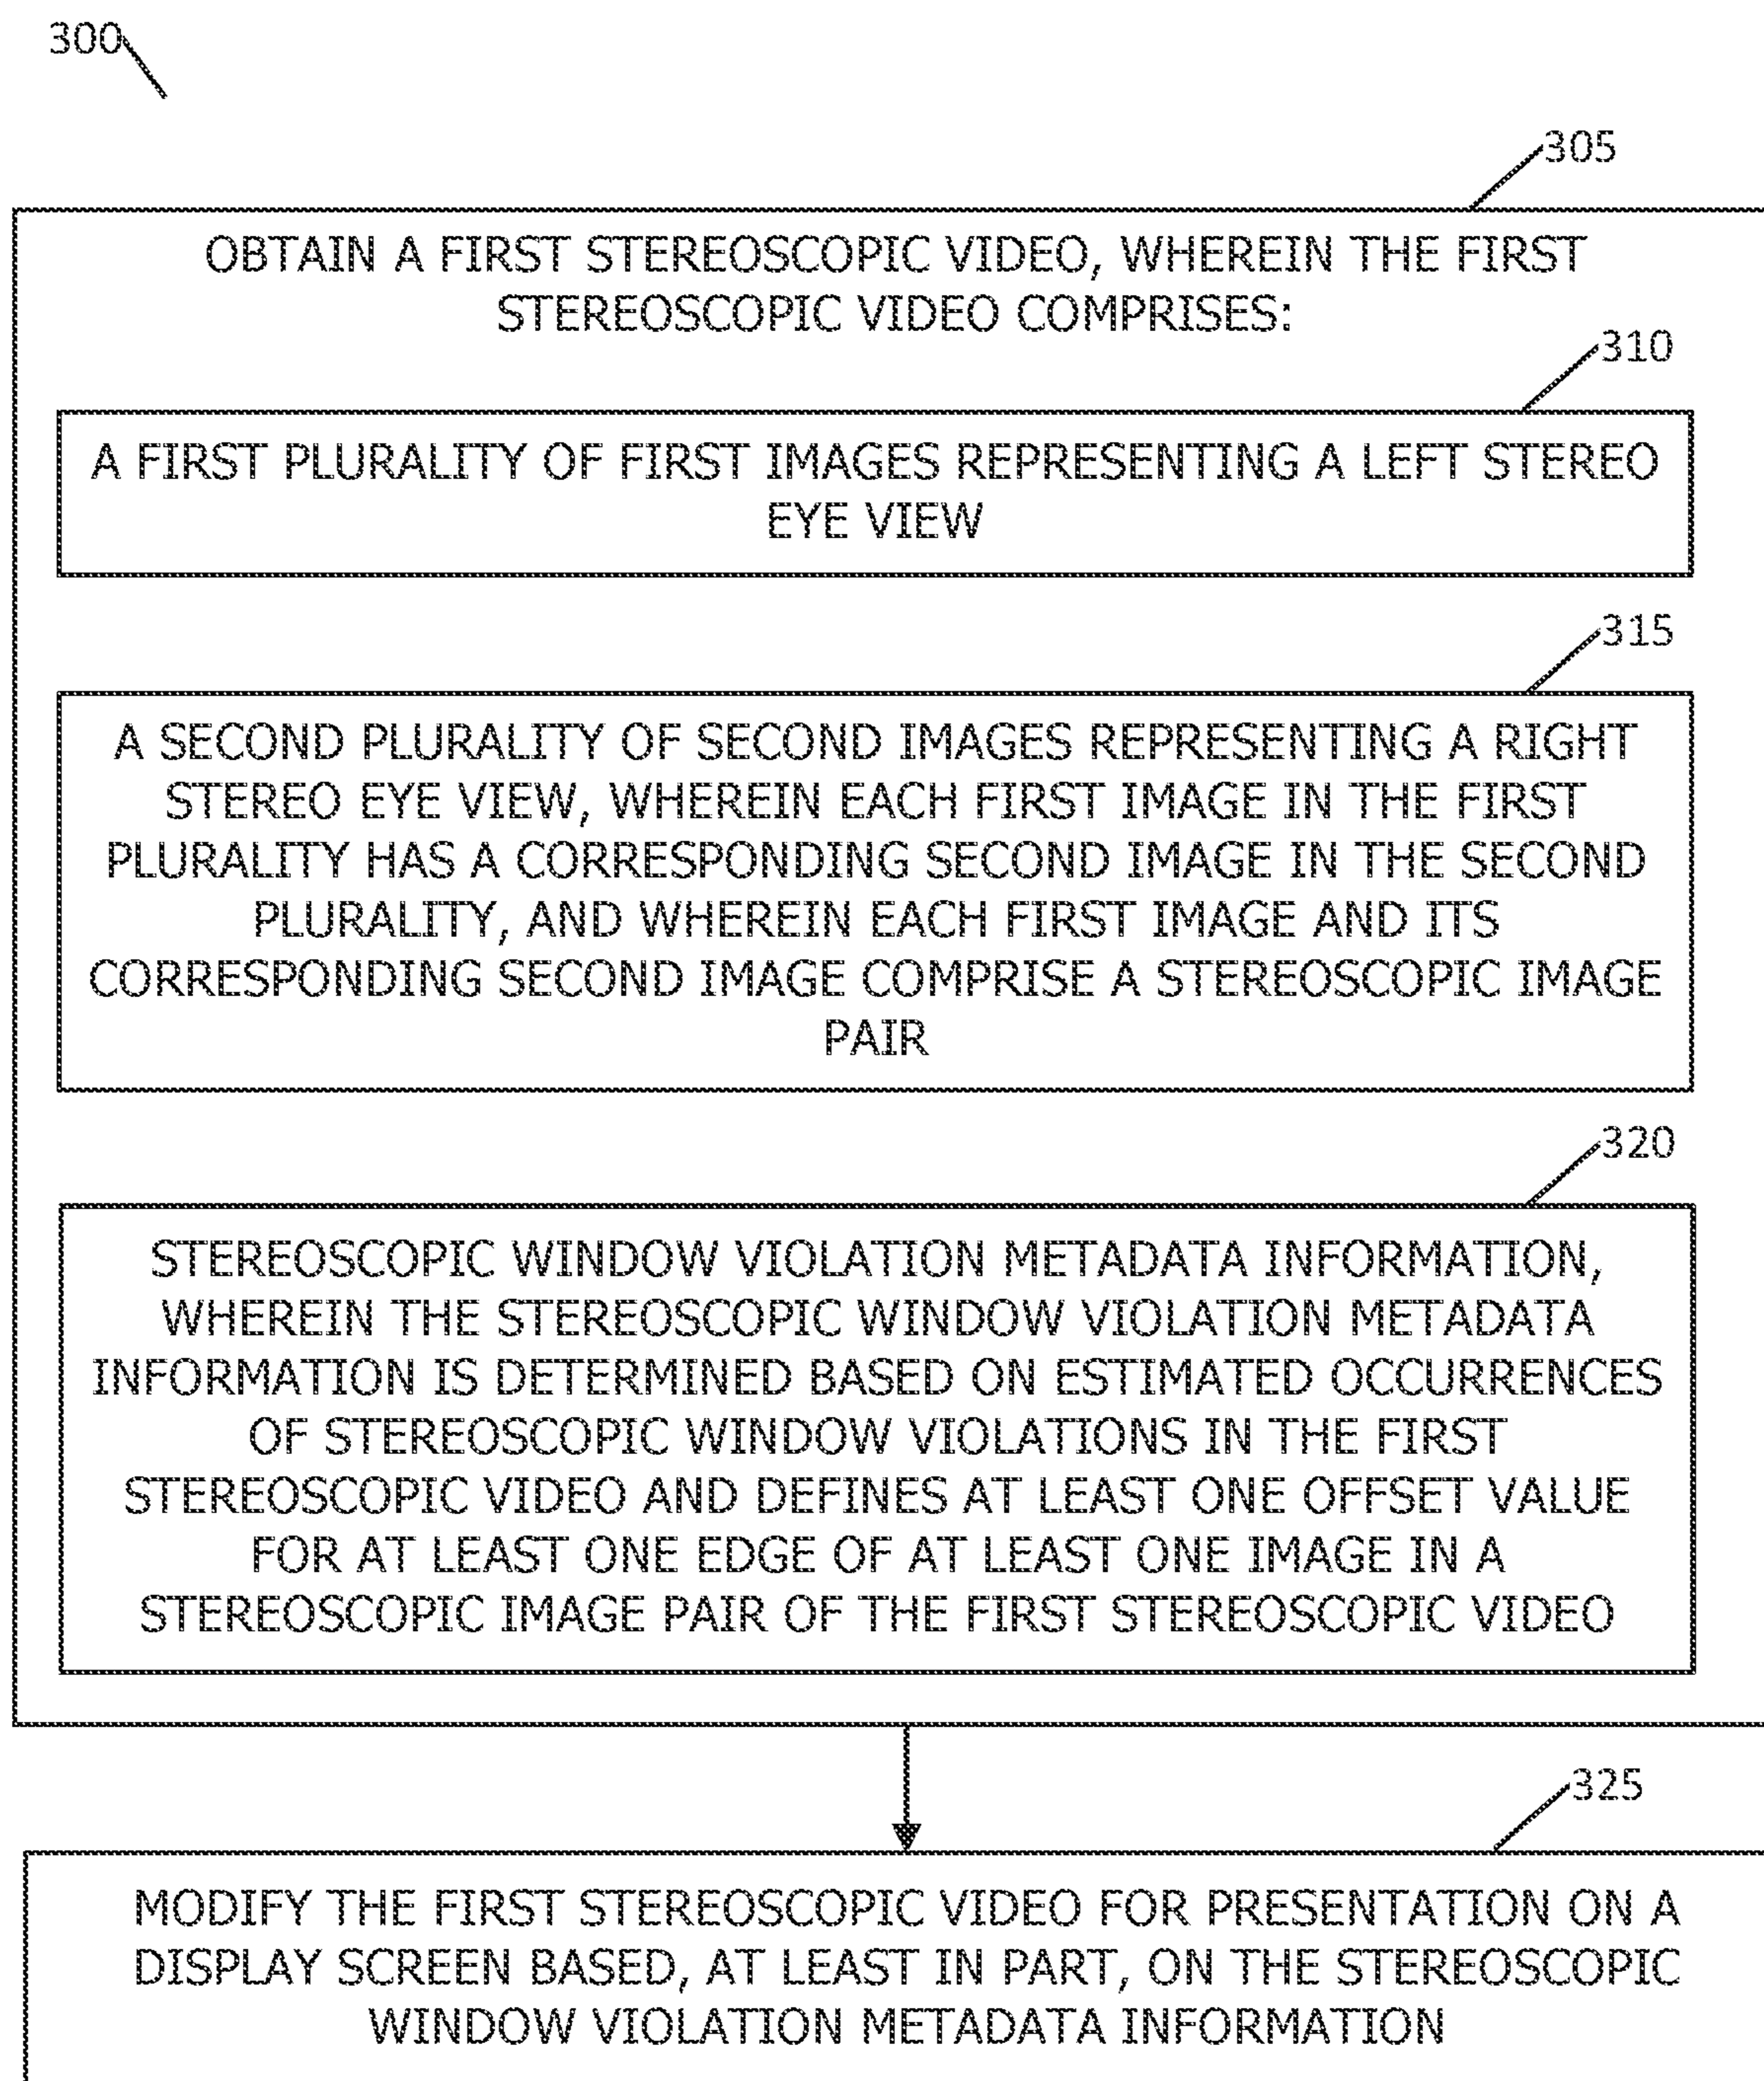 300
305
OBTAIN A FIRST STEREOSCOPIC VIDEO, WHEREIN THE FIRST
STEREOSCOPIC VIDEO COMPRISES:
310
A FIRST PLURALITY OF FIRST IMAGES REPRESENTING A LEFT STEREO
EYE VIEW
315
A SECOND PLURALITY OF SECOND IMAGES REPRESENTING A RIGHT
STEREO EYE VIEW, WHEREIN EACH FIRST IMAGE IN THE FIRST
PLURALITY HAS A CORRESPONDING SECOND IMAGE IN THE SECOND
PLURALITY, AND WHEREIN EACH FIRST IMAGE AND ITS
CORRESPONDING SECOND IMAGE COMPRISE A STEREOSCOPIC IMAGE
PAIR
320
STEREOSCOPIC WINDOW VIOLATION METADATA INFORMATION,
WHEREIN THE STEREOSCOPIC WINDOW VIOLATION METADATA
INFORMATION IS DETERMINED BASED ON ESTIMATED OCCURRENCES
OF STEREOSCOPIC WINDOW VIOLATIONS IN THE FIRST
STEREOSCOPIC VIDEO AND DEFINES AT LEAST ONE OFFSET VALUE
FOR AT LEAST ONE EDGE OF AT LEAST ONE IMAGE IN A
STEREOSCOPIC IMAGE PAIR OF THE FIRST STEREOSCOPIC VIDEO
325
MODIFY THE FIRST STEREOSCOPIC VIDEO FOR PRESENTATION ON A
DISPLAY SCREEN BASED, AT LEAST IN PART, ON THE STEREOSCOPIC
WINDOW VIOLATION METADATA INFORMATION